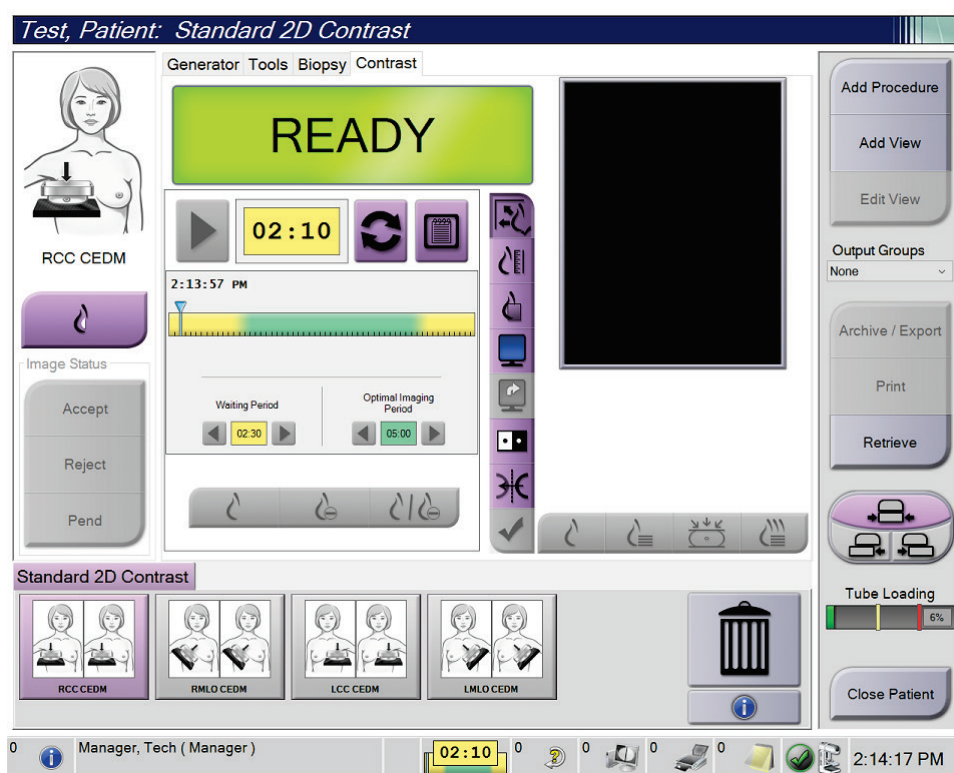 Test, Patient: Standard 2D Contrast
Generator Tools Biopsy Contrast
READY
RCC CEDM
02:10
2:13:57 PM
Waiting Period
02:30
Optimal Imaging
Period
05:00
Image Status
Accept
Reject
Pend
Add Procedure
Add View
Edit View
Output Groups
None
Archive / Export
Print
Retrieve
Tube Loading
6%
Close Patient
Standard 2D Contrast
RCC CEDM
RMLO CEDM
LCC CEDM
LMLO CEDM
0
Manager, Tech ( Manager )
02:10
0
0
0
0
2:14:17 PM